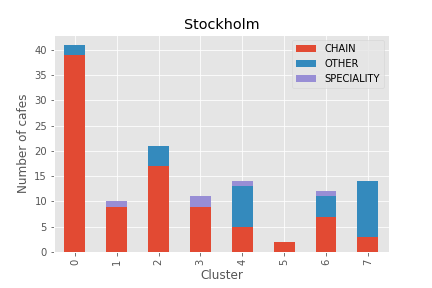 Stockholm
CHAIN
OTHER
SPECIALITY
Number of cafes
40
35
30
25
20
15
10
5
0
0 1 2 3 4 5 6 7
Cluster